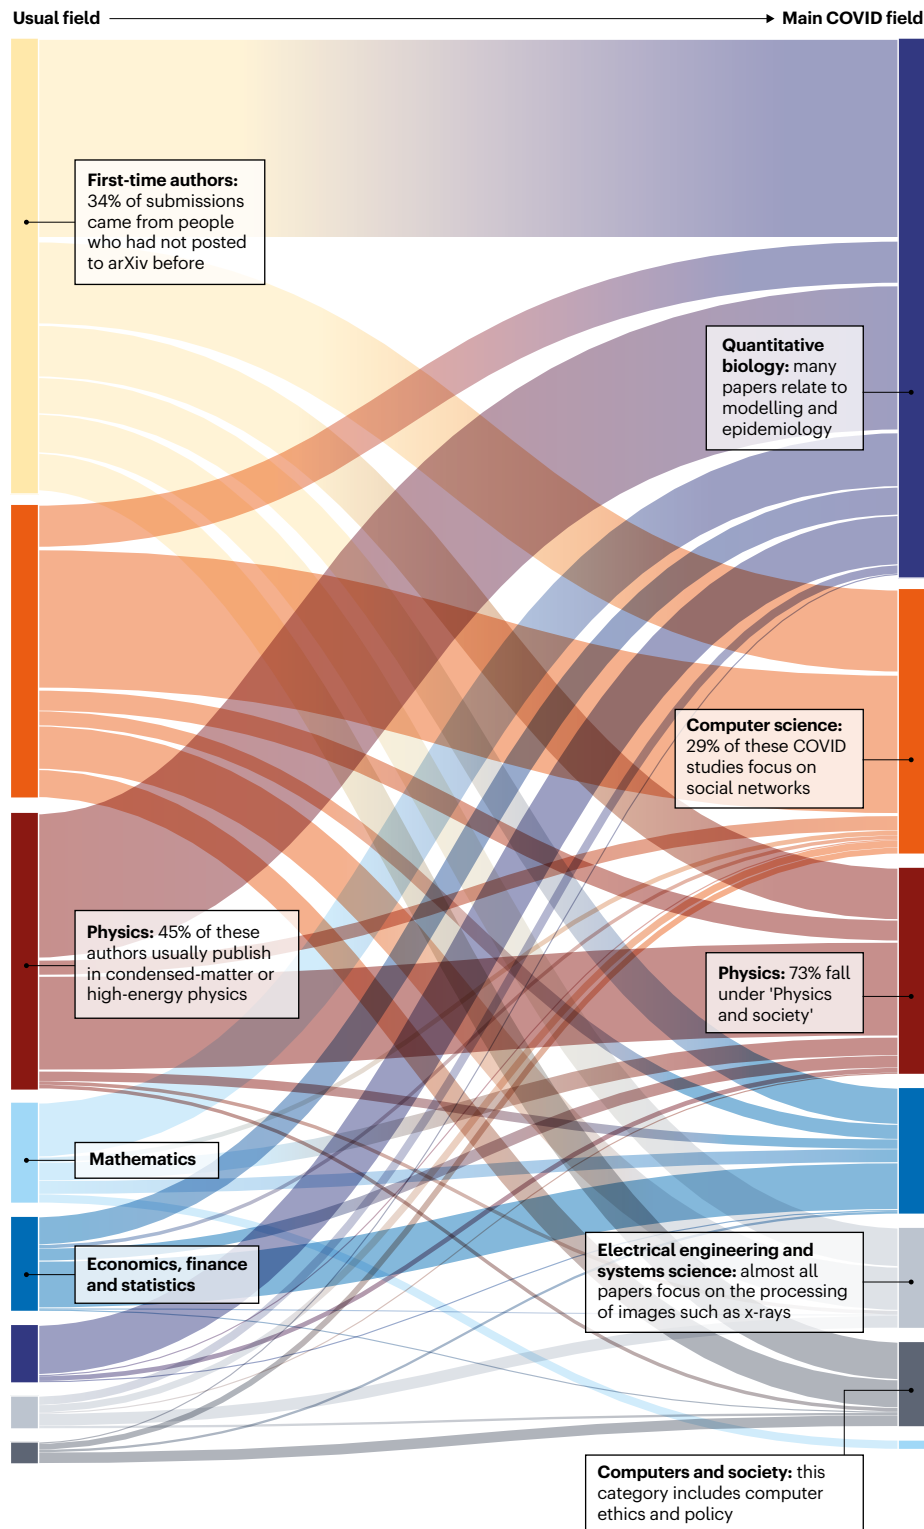 Usual field
Main COVID field
First-time authors:
34% of submissions
came from people
who had not posted
to arXiv before
Quantitative
biology: many
papers relate to
modelling and
epidemiology
Computer science:
29% of these COVID
studies focus on
social networks
Physics: 45% of these
authors usually publish
in condensed-matter or
high-energy physics
Physics: 73% fall
under 'Physics
and society'
Mathematics
Economics, finance
and statistics
Electrical engineering and
systems science: almost all
papers focus on the processing
of images such as x-rays
Computers and society: this
category includes computer
ethics and policy